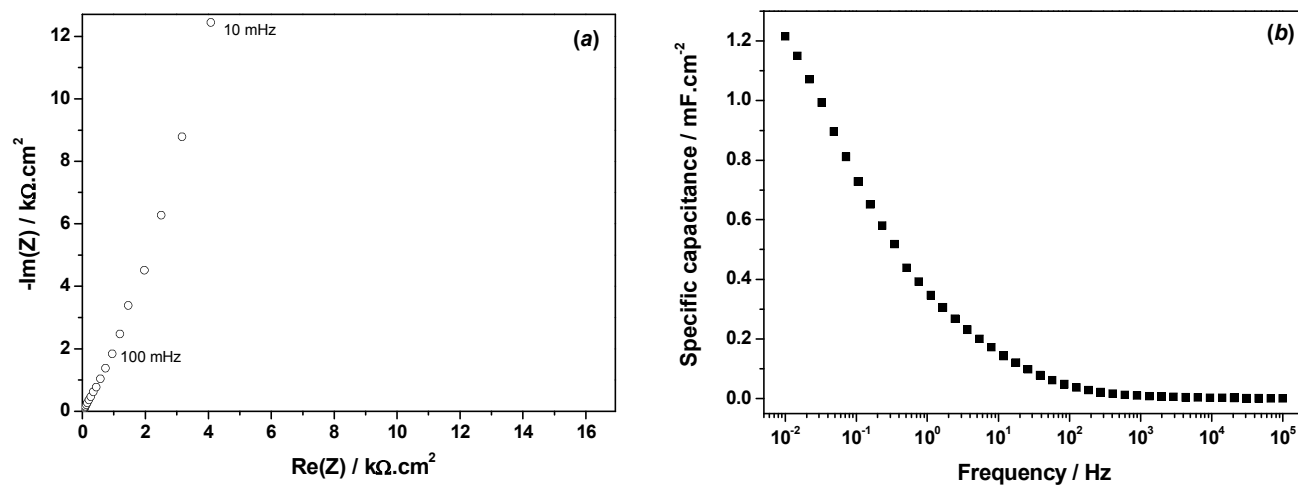 (a)
10 mHz
100 mHz
-Im(Z) / kΩ.cm²
12
10
8
6
4
2
0
0 2 4 6 8 10 12 14 16
Re(Z) / kΩ.cm²
(b)
Specific capacitance / mF.cm⁻²
1.2
1.0
0.8
0.6
0.4
0.2
0.0
10⁻² 10⁻¹ 10⁰ 10¹ 10² 10³ 10⁴ 10⁵
Frequency / Hz